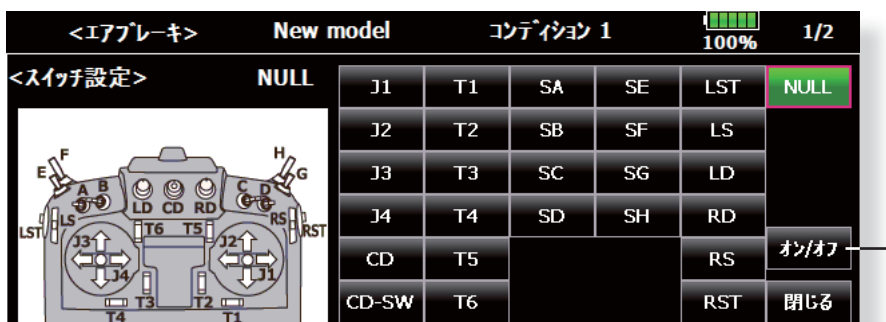 <エアブレーキ> New model コンディション 1 100% 1/2
<スイッチ設定> NULL
J1 T1 SA SE LST NULL
J2 T2 SB SF LS
J3 T3 SC SG LD
J4 T4 SD SH RD
CD T5 RS オン/オフ
CD-SW T6 RST 閉じる
F H
E G
A B C D
LD CD RD
LS RS
LST T6 T5 RST
J3 J2
J4 J1
T3 T2
T4 T1